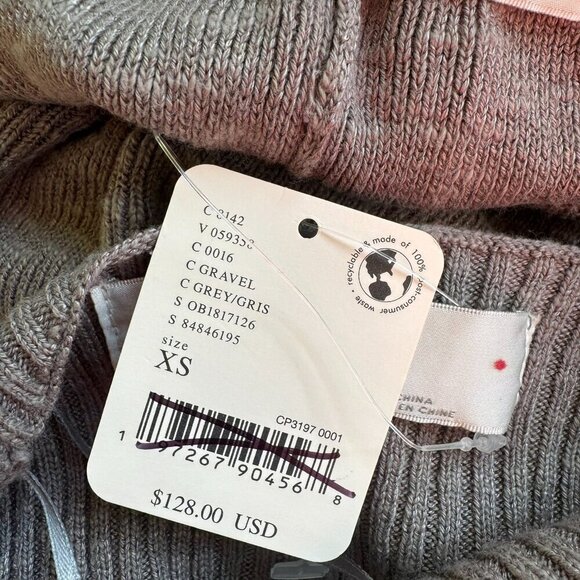 C 0142
V 059358
C 0016
C GRAVEL
C GREY/GRIS
S OB1817126
S 84846195
size
XS
recyclable & made of 100% post-consumer waste
CP3197 0001
1 97267 90456 8
$128.00 USD
CHINA
EN CHINE